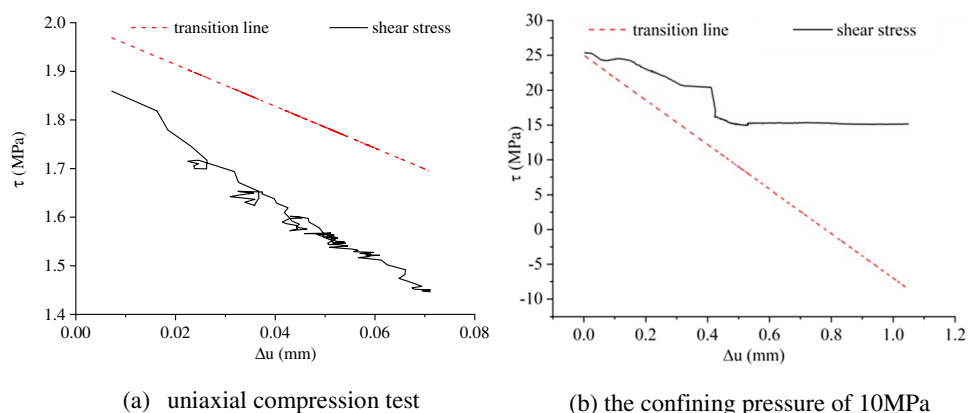 transition line shear stress
2.0
1.9
1.8
1.7
1.6
1.5
1.4
τ (MPa)
0.00 0.02 0.04 0.06 0.08
Δu (mm)
(a) uniaxial compression test
transition line shear stress
30
25
20
15
10
5
0
-5
-10
τ (MPa)
0.0 0.2 0.4 0.6 0.8 1.0 1.2
Δu (mm)
(b) the confining pressure of 10MPa